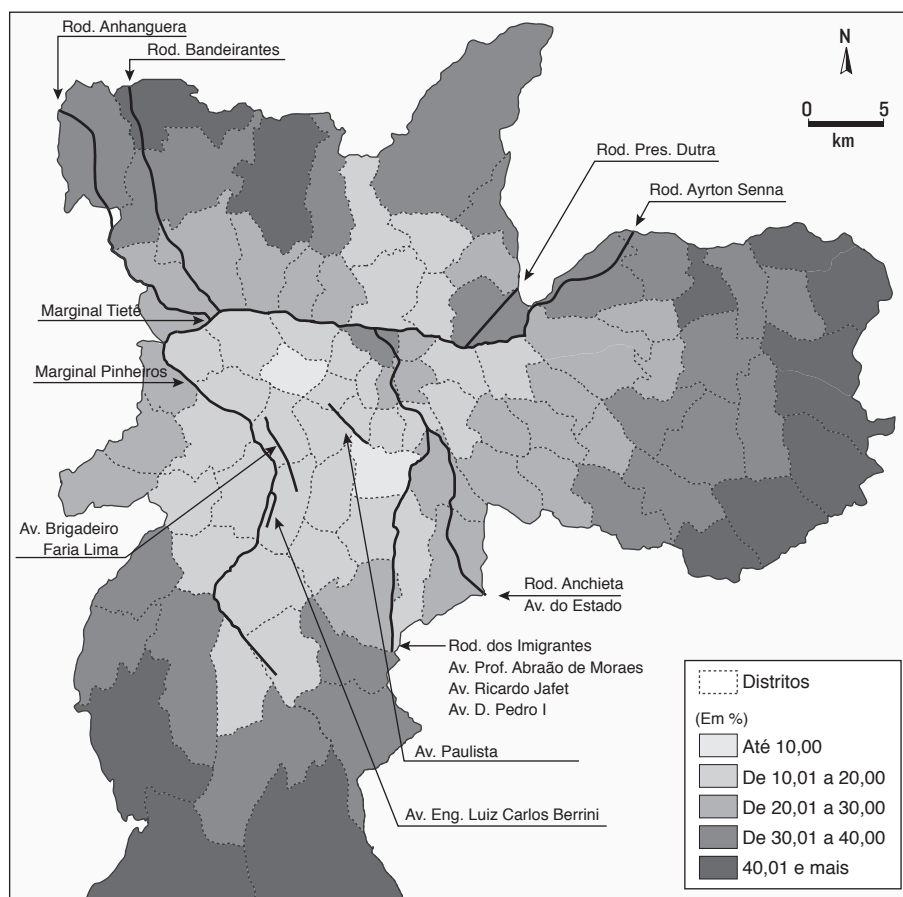 Rod. Anhanguera
Rod. Bandeirantes
N
0 5
km
Rod. Pres. Dutra
Rod. Ayrton Senna
Marginal Tietê
Marginal Pinheiros
Av. Brigadeiro
Faria Lima
Rod. Anchieta
Av. do Estado
Rod. dos Imigrantes
Av. Prof. Abraão de Moraes
Av. Ricardo Jafet
Av. D. Pedro I
Av. Paulista
Av. Eng. Luiz Carlos Berrini
Distritos
(Em %)
Até 10,00
De 10,01 a 20,00
De 20,01 a 30,00
De 30,01 a 40,00
40,01 e mais